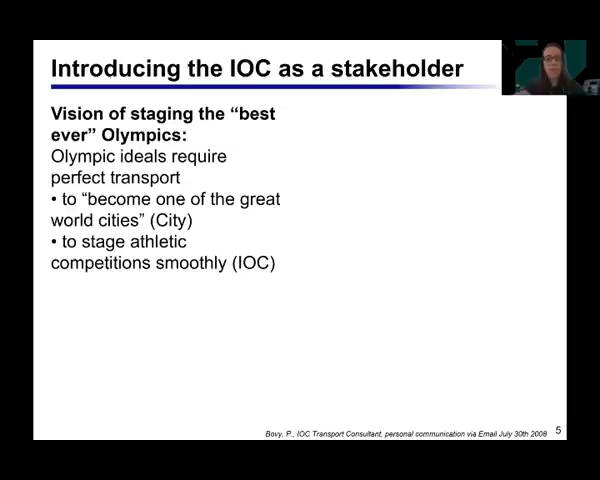 Introducing the IOC as a stakeholder
Vision of staging the “best
ever” Olympics:
Olympic ideals require
perfect transport
• to “become one of the great
world cities” (City)
• to stage athletic
competitions smoothly (IOC)
Bovy, P., IOC Transport Consultant, personal communication via Email July 30th 2008
5